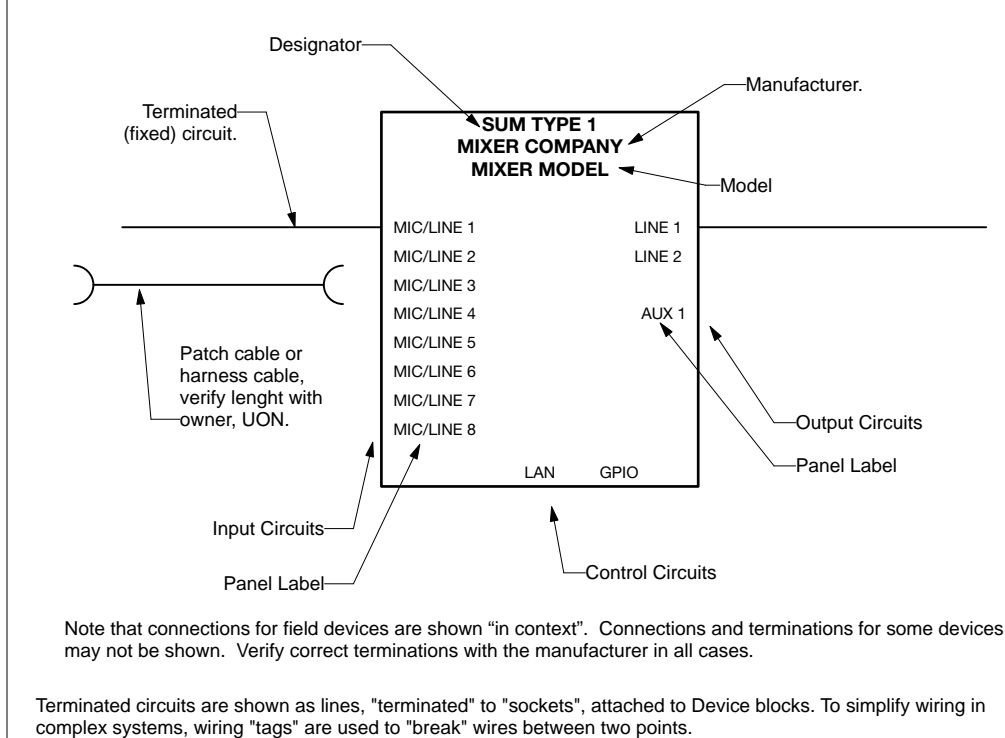 Designator
Manufacturer.
Terminated
(fixed) circuit.
SUM TYPE 1
MIXER COMPANY
MIXER MODEL
Model
MIC/LINE 1
LINE 1
MIC/LINE 2
LINE 2
MIC/LINE 3
MIC/LINE 4
AUX 1
MIC/LINE 5
MIC/LINE 6
MIC/LINE 7
MIC/LINE 8
Patch cable or
harness cable,
verify lenght with
owner, UON.
Output Circuits
Panel Label
LAN
GPIO
Input Circuits
Panel Label
Control Circuits
Note that connections for field devices are shown “in context”.  Connections and terminations for some devices
may not be shown.  Verify correct terminations with the manufacturer in all cases.
Terminated circuits are shown as lines, "terminated" to "sockets", attached to Device blocks. To simplify wiring in
complex systems, wiring "tags" are used to "break" wires between two points.